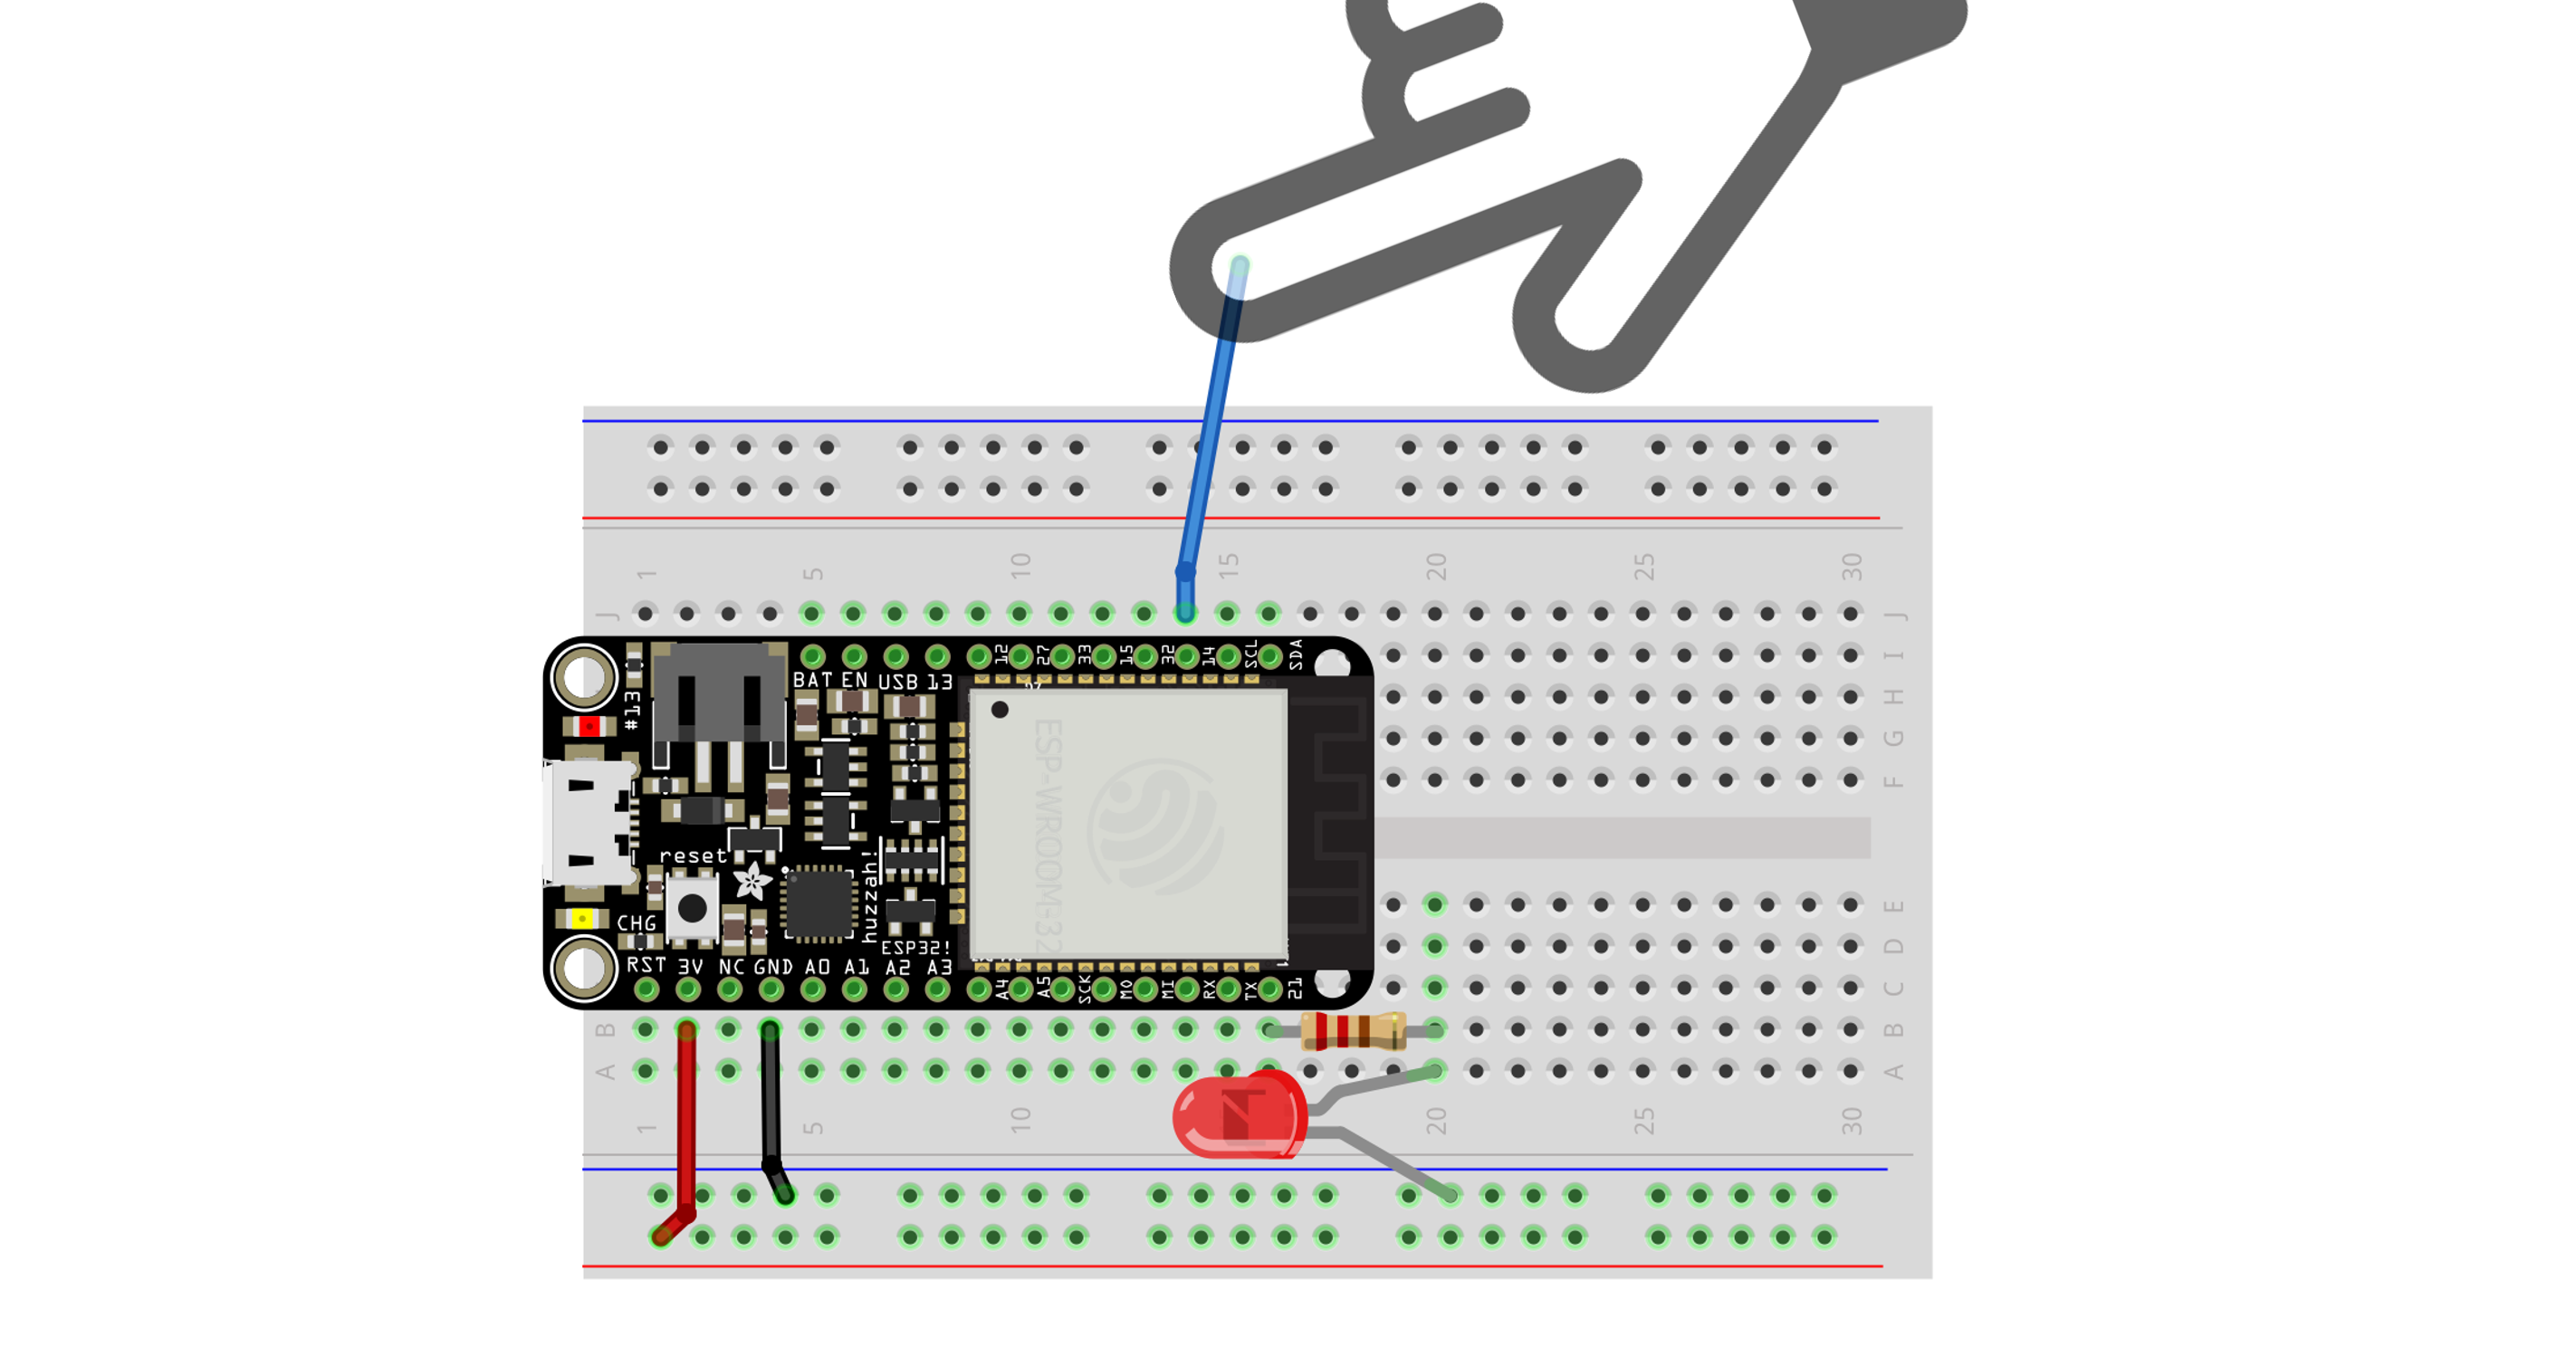 1 5 10 15 20 25 30
J J
12 27 33 15 32 14 SCL SDA
BAT EN USB 13
I
#13
H
G
F
ESP-WROOM-32
reset
huzzah!
E
CHG
D
ESP32!
RST 3V NC GND A0 A1 A2 A3
A4 A5 SCK MO MI RX TX 21
C
B B
A A
1 5 10 20 25 30